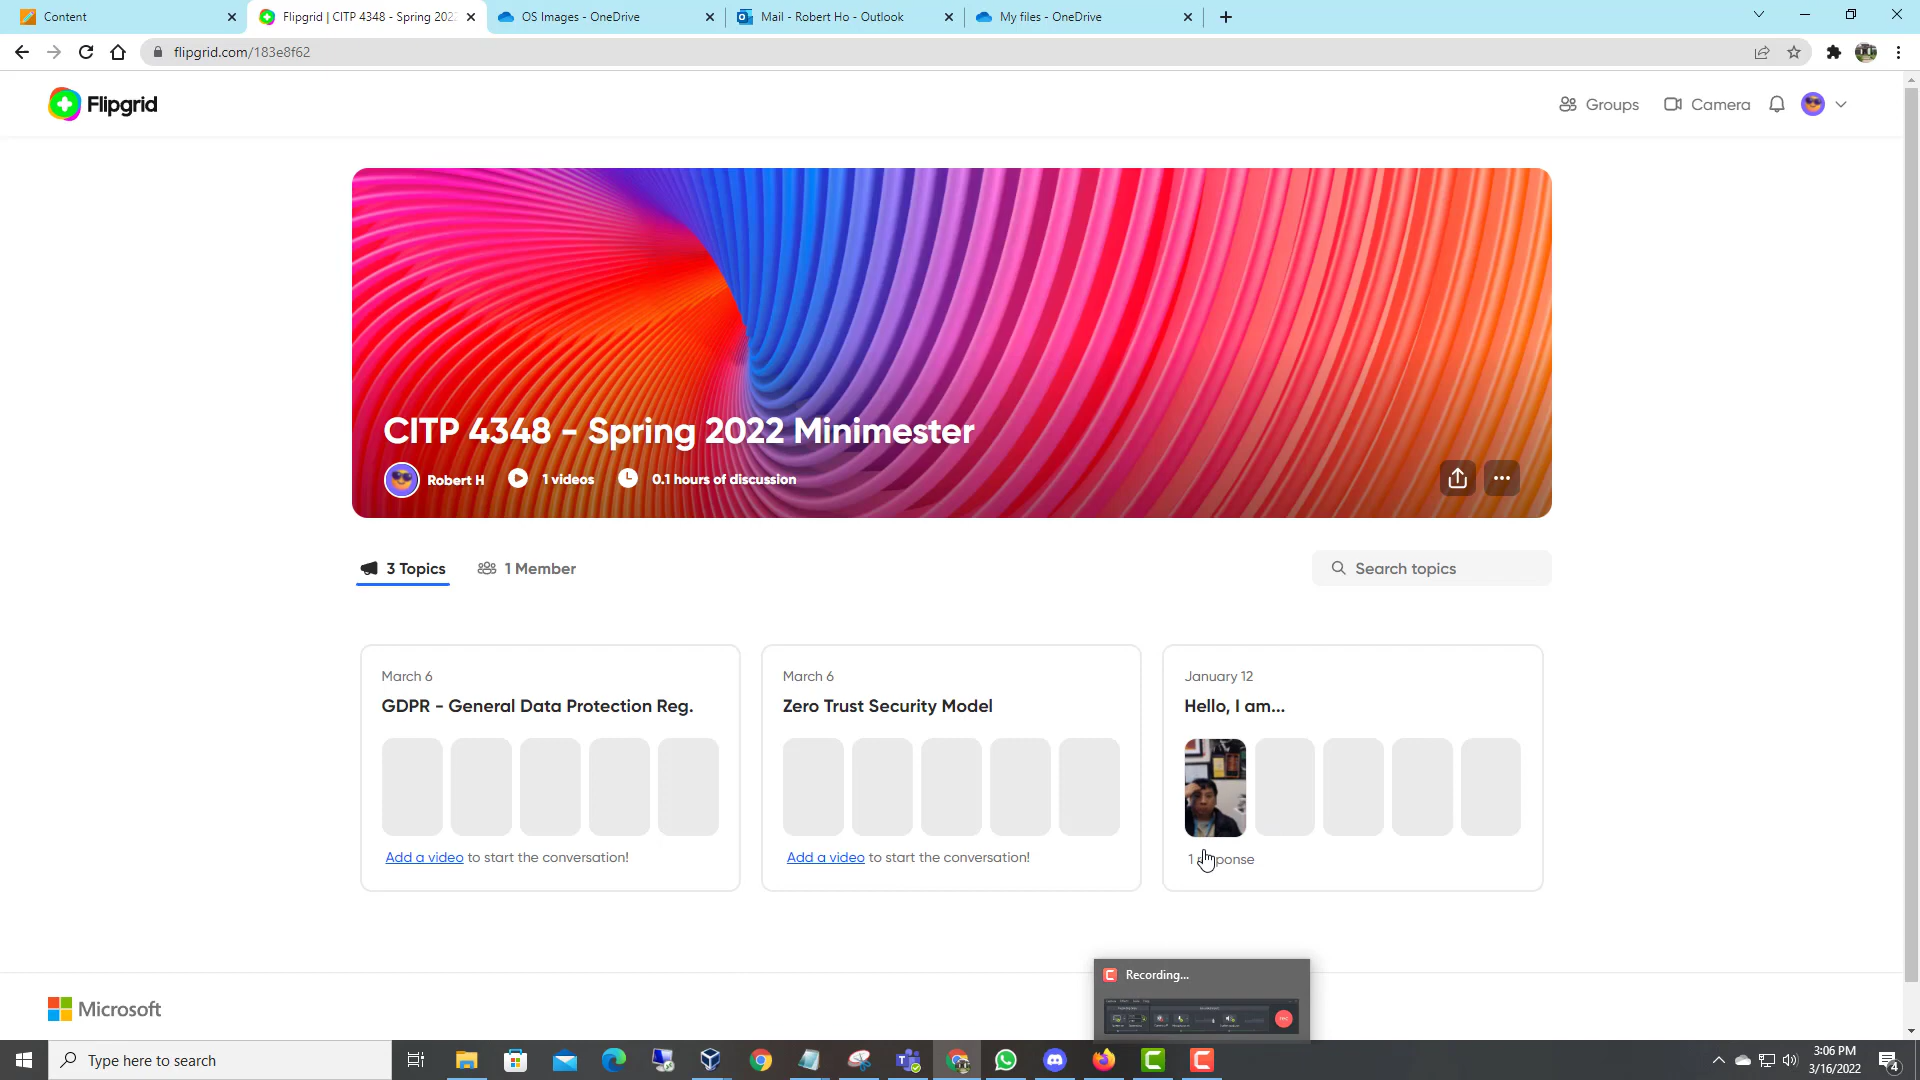 Content
Flipgrid | CITP 4348 - Spring 202
OS Images - OneDrive
Mail - Robert Ho - Outlook
My files - OneDrive
flipgrid.com/183e8f62
Flipgrid
Groups
Camera
CITP 4348 - Spring 2022 Minimester
Robert H
1 videos
0.1 hours of discussion
3 Topics
1 Member
Search topics
March 6
GDPR - General Data Protection Reg.
Add a video to start the conversation!
March 6
Zero Trust Security Model
Add a video to start the conversation!
January 12
Hello, I am...
1 response
Recording...
Microsoft
Type here to search
3:06 PM
3/16/2022
4